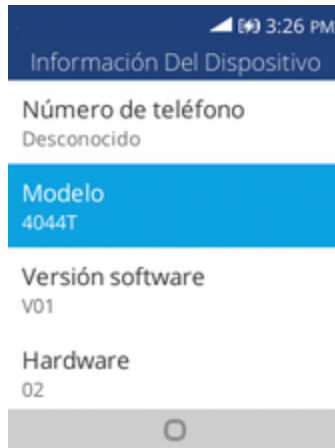 3:26 PM
Información Del Dispositivo
Número de teléfono
Desconocido
Modelo
4044T
Versión software
V01
Hardware
02